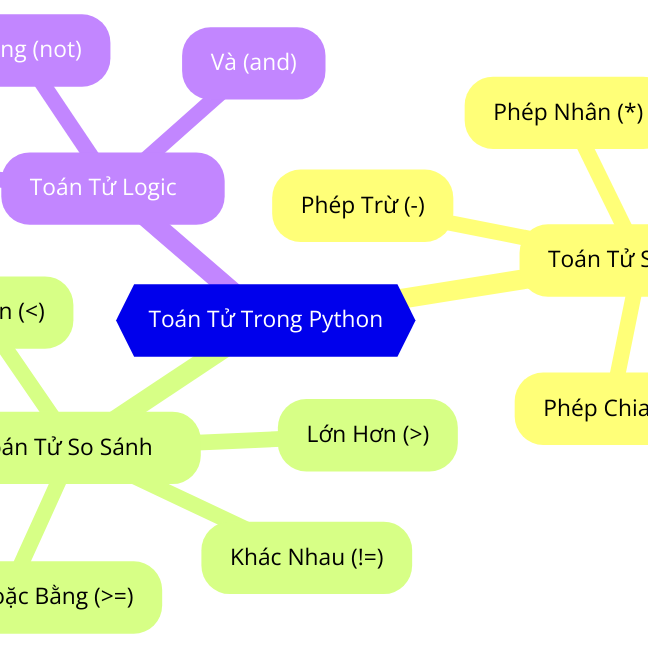 ng (not)
Và (and)
Phép Nhân (*)
Toán Tử Logic
Phép Trừ (-)
Toán Tử S
n (<)
Toán Tử Trong Python
Phép Chia
Lớn Hơn (>)
án Tử So Sánh
Khác Nhau (!=)
oặc Bằng (>=)